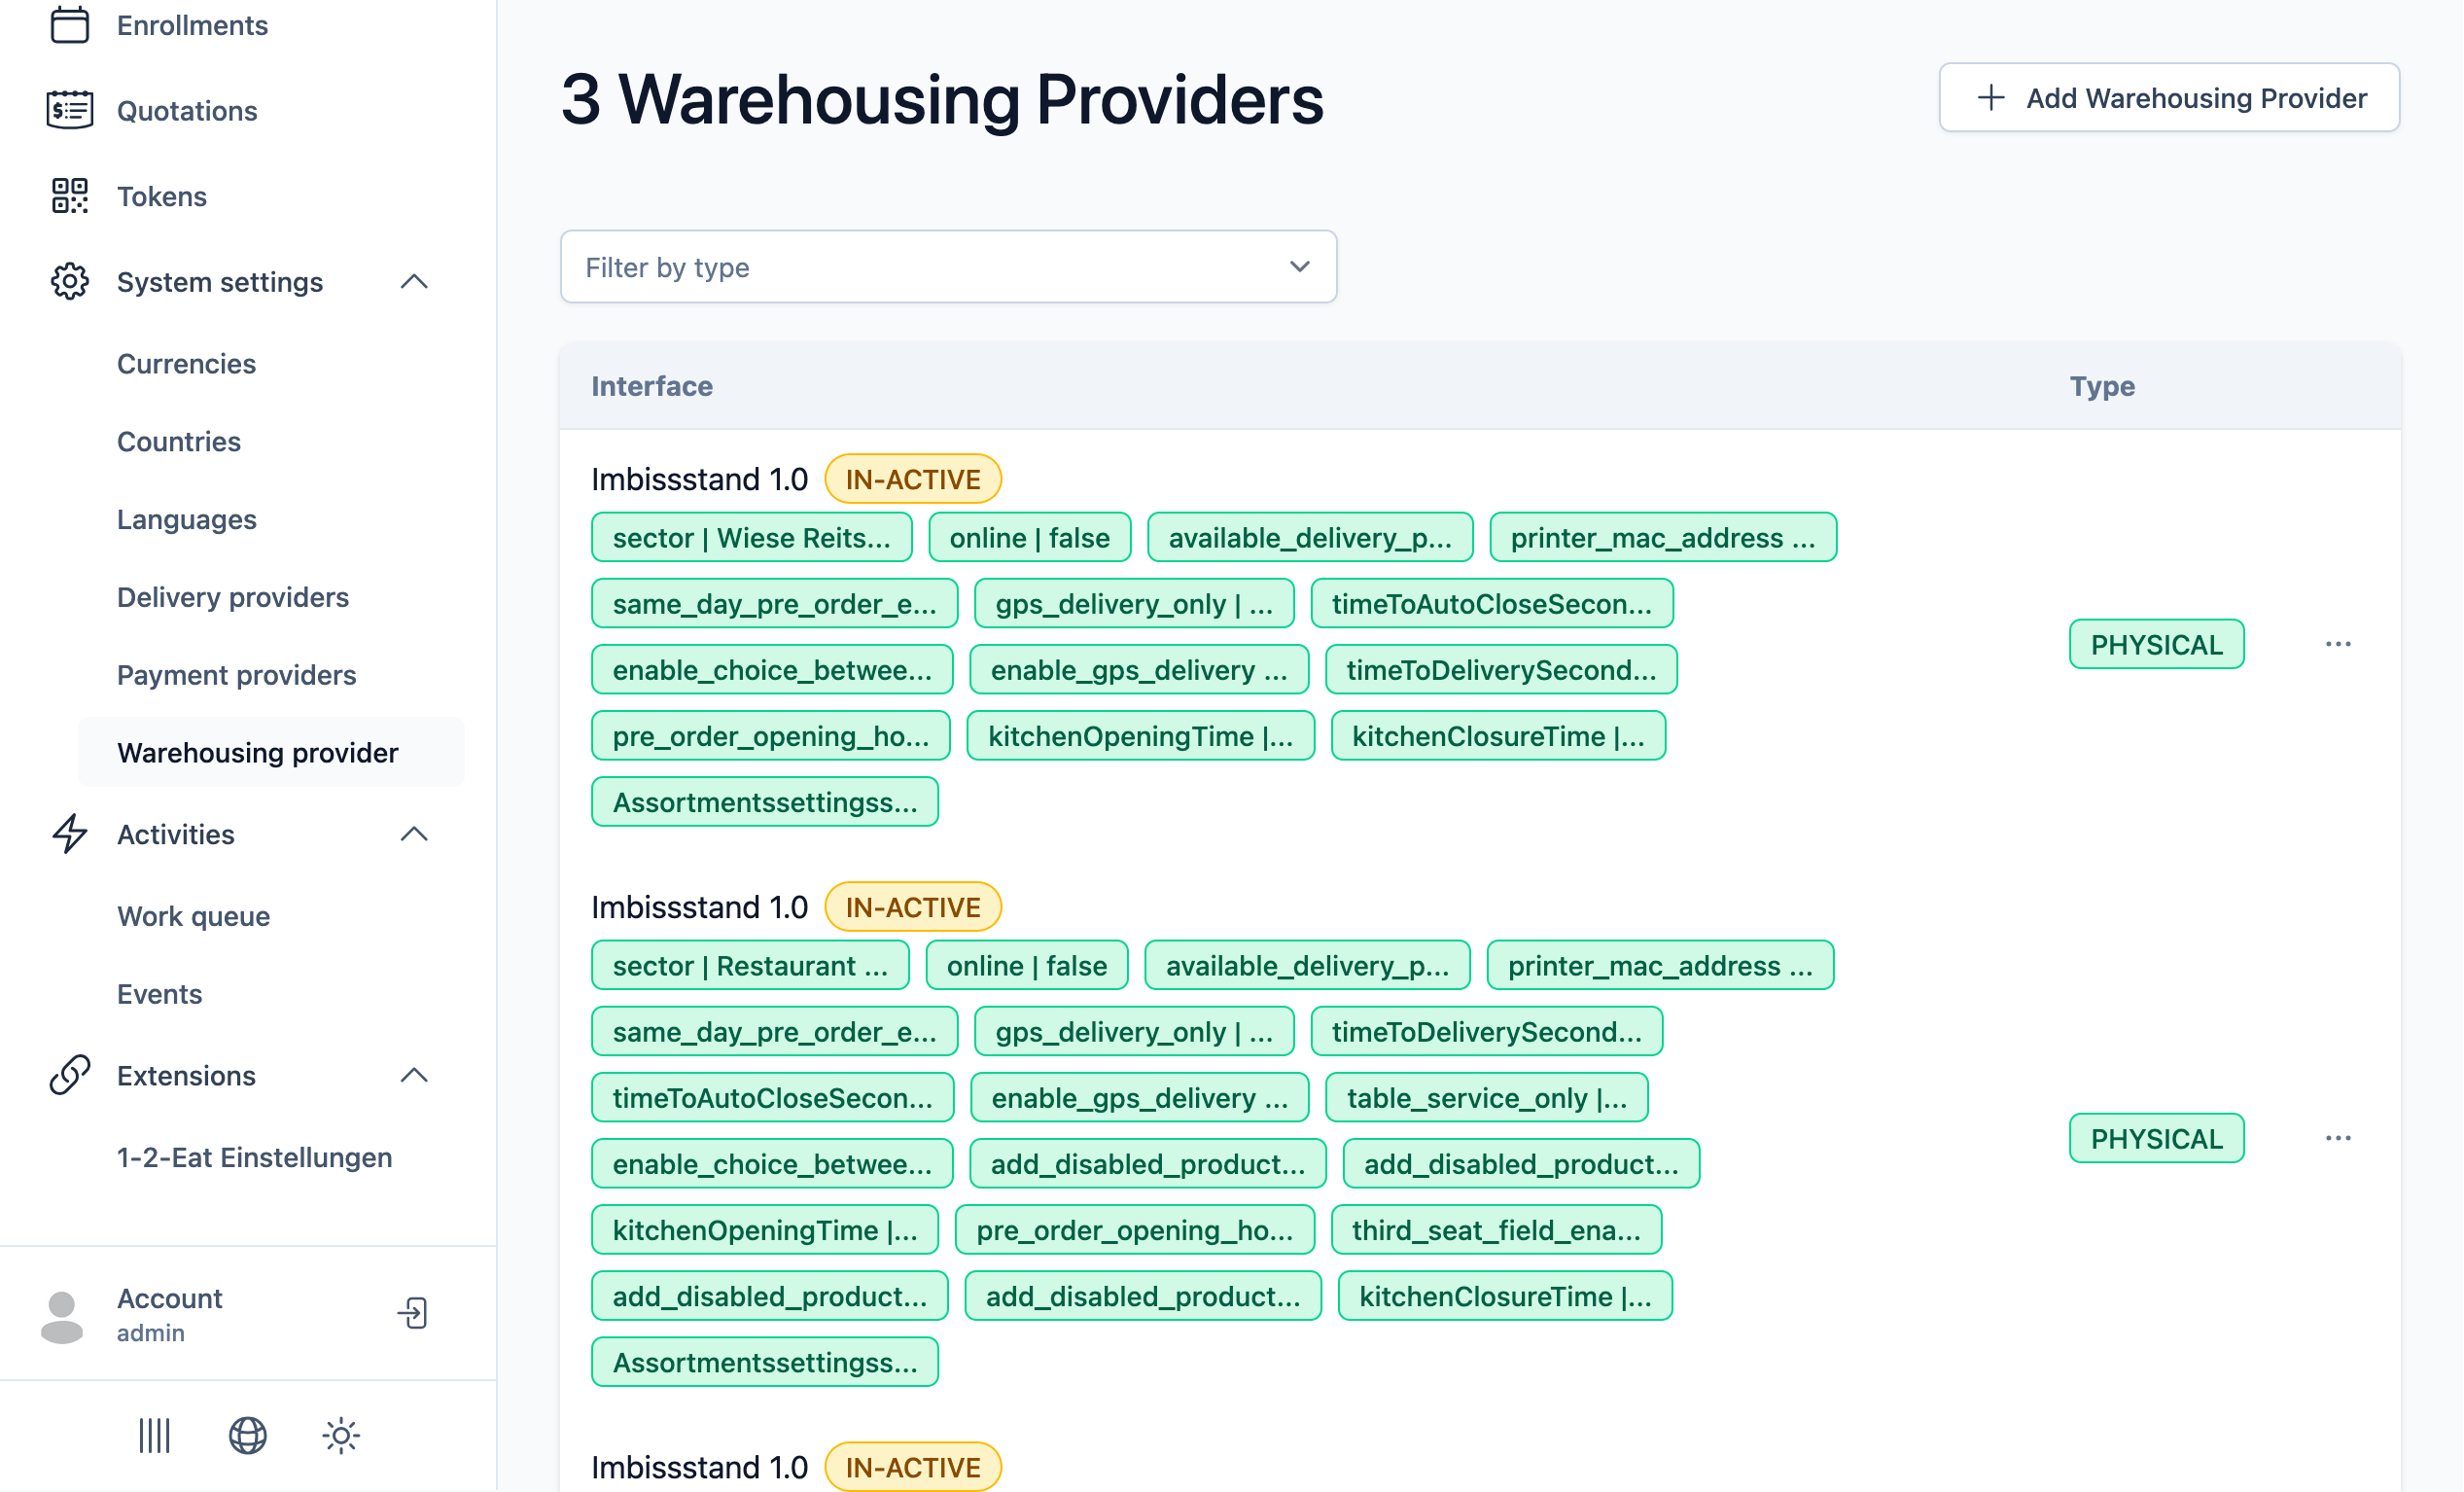 Enrollments
Quotations
Tokens
System settings
Currencies
Countries
Languages
Delivery providers
Payment providers
Warehousing provider
Activities
Work queue
Events
Extensions
1-2-Eat Einstellungen
Account
admin
3 Warehousing Providers
Add Warehousing Provider
Filter by type
Interface Type
Imbissstand 1.0 IN-ACTIVE
sector | Wiese Reits... online | false available_delivery_p... printer_mac_address ...
same_day_pre_order_e... gps_delivery_only | ... timeToAutoCloseSecon...
PHYSICAL ...
enable_choice_betwee... enable_gps_delivery ... timeToDeliverySecond...
pre_order_opening_ho... kitchenOpeningTime |... kitchenClosureTime |...
Assortmentssettingss...
Imbissstand 1.0 IN-ACTIVE
sector | Restaurant ... online | false available_delivery_p... printer_mac_address ...
same_day_pre_order_e... gps_delivery_only | ... timeToDeliverySecond...
timeToAutoCloseSecon... enable_gps_delivery ... table_service_only |...
PHYSICAL ...
enable_choice_betwee... add_disabled_product... add_disabled_product...
kitchenOpeningTime |... pre_order_opening_ho... third_seat_field_ena...
add_disabled_product... add_disabled_product... kitchenClosureTime |...
Assortmentssettingss...
Imbissstand 1.0 IN-ACTIVE